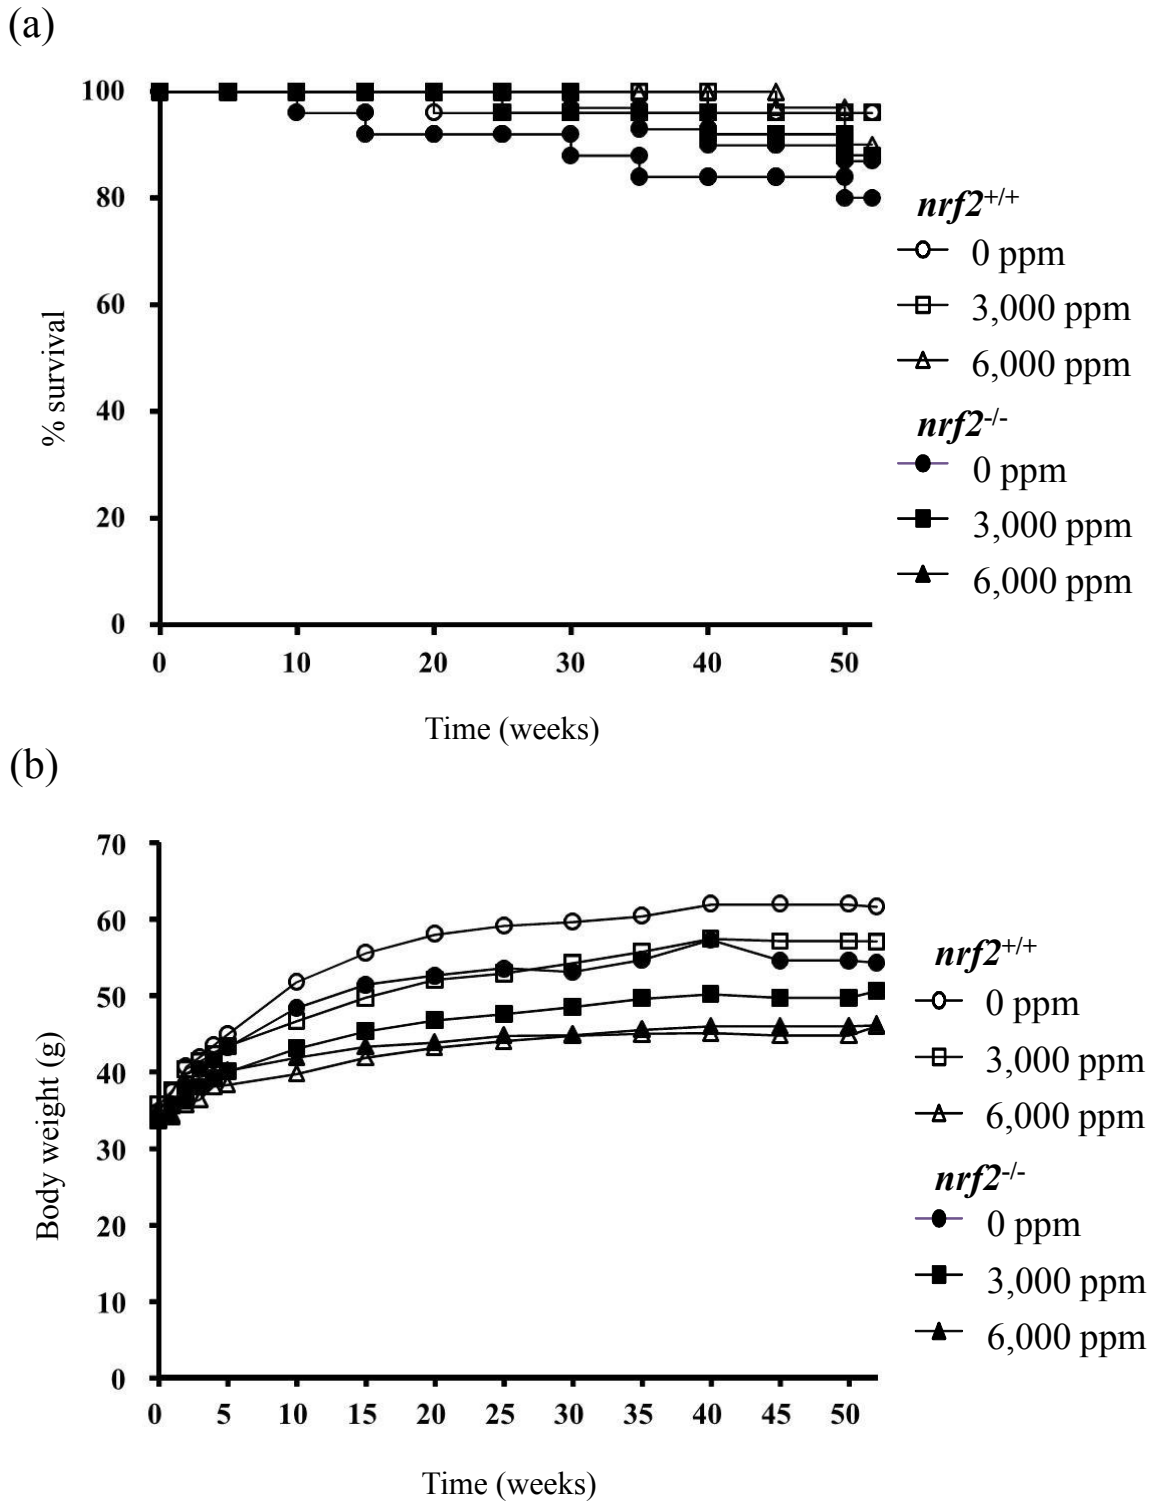 (a)
100
80
60
40
20
0
% survival
0 10 20 30 40 50
Time (weeks)
nrf2+/+
0 ppm
3,000 ppm
6,000 ppm
nrf2-/-
0 ppm
3,000 ppm
6,000 ppm
(b)
70
60
50
40
30
20
10
0
Body weight (g)
0 5 10 15 20 25 30 35 40 45 50
Time (weeks)
nrf2+/+
0 ppm
3,000 ppm
6,000 ppm
nrf2-/-
0 ppm
3,000 ppm
6,000 ppm